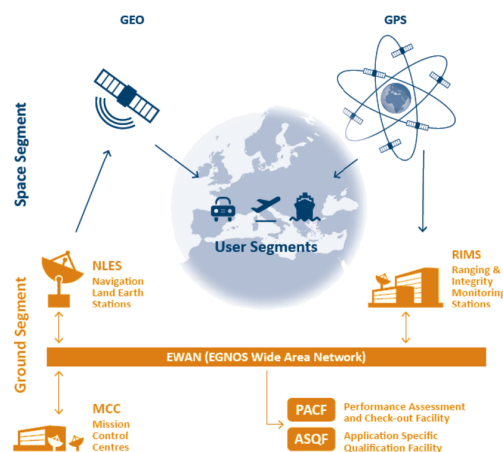 GEO
GPS
Space Segment
User Segments
NLES
Navigation
Land Earth
Stations
RIMS
Ranging &
Integrity
Monitoring
Stations
Ground Segment
EWAN (EGNOS Wide Area Network)
MCC
Mission
Control
Centres
PACF
Performance Assessment
and Check-out Facility
ASQF
Application Specific
Qualification Facility